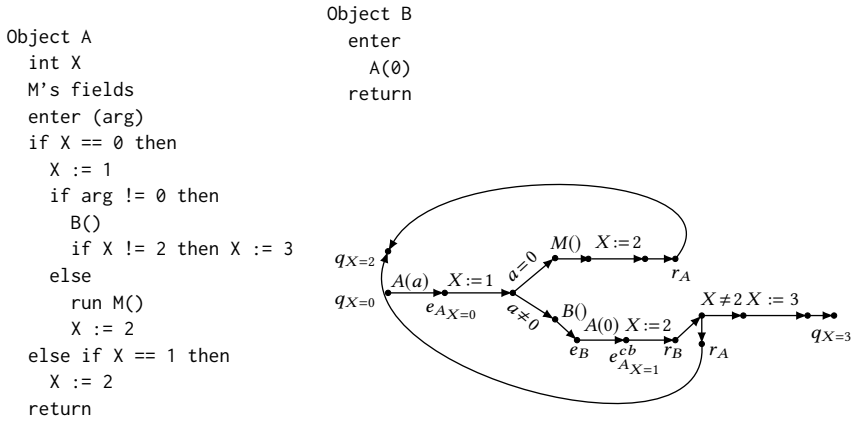 Object A
  int X
  M's fields
  enter (arg)
  if X == 0 then
    X := 1
    if arg != 0 then
      B()
      if X != 2 then X := 3
    else
      run M()
      X := 2
  else if X == 1 then
    X := 2
  return
Object B
  enter
    A(0)
  return
M() X := 2
q_{X=2}
a = 0
r_A
A(a) X := 1
q_{X=0}
e_{A_{X=0}}
a ≠ 0
B()
X ≠ 2 X := 3
A(0) X := 2
q_{X=3}
e_B e^{cb}_{A_{X=1}} r_B r_A